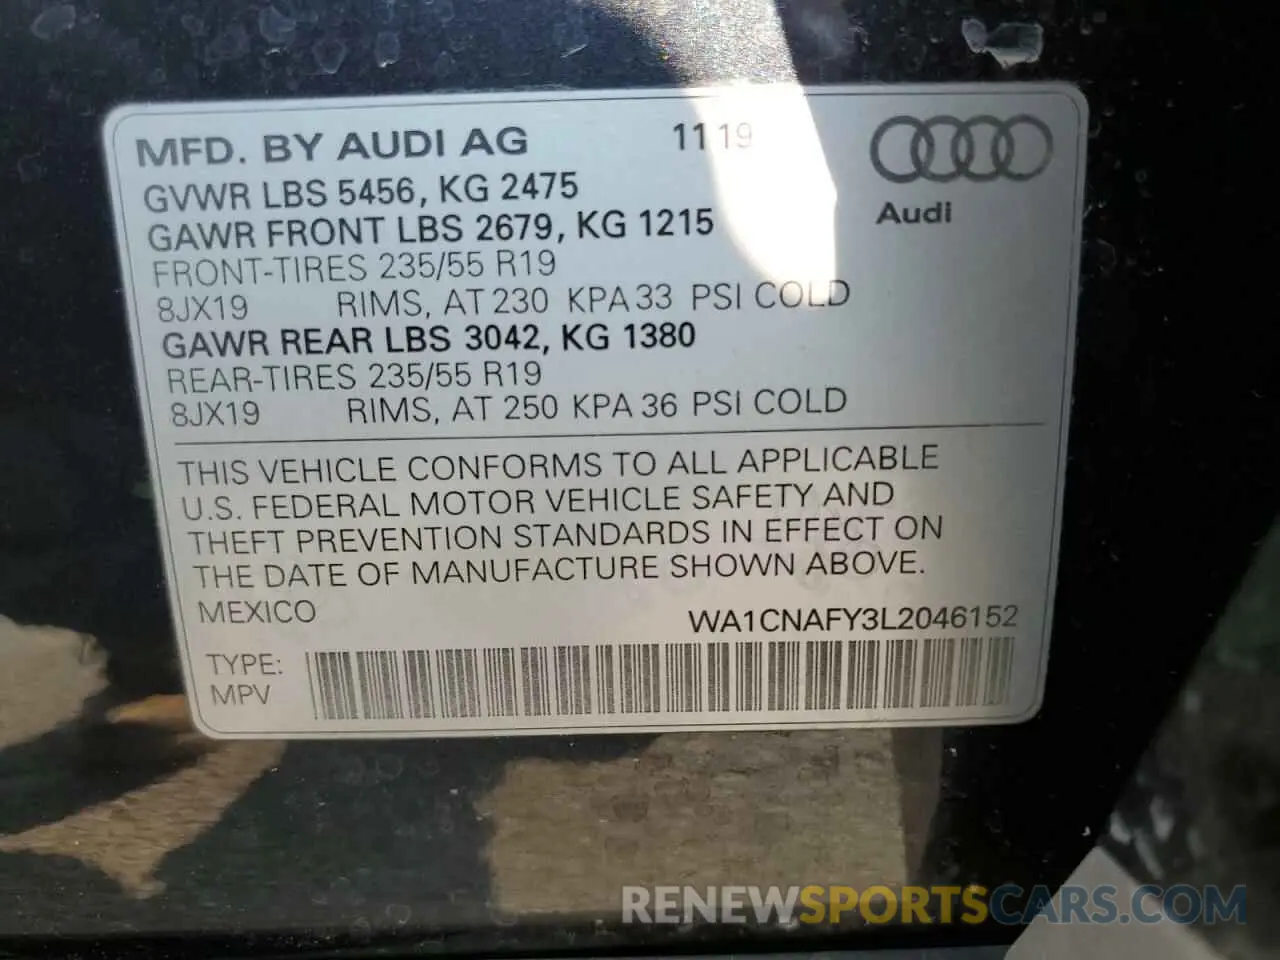 MFD. BY AUDI AG 11 19
Audi
GVWR LBS 5456, KG 2475
GAWR FRONT LBS 2679, KG 1215
FRONT-TIRES 235/55 R19
8JX19 RIMS, AT 230 KPA 33 PSI COLD
GAWR REAR LBS 3042, KG 1380
REAR-TIRES 235/55 R19
8JX19 RIMS, AT 250 KPA 36 PSI COLD
THIS VEHICLE CONFORMS TO ALL APPLICABLE
U.S. FEDERAL MOTOR VEHICLE SAFETY AND
THEFT PREVENTION STANDARDS IN EFFECT ON
THE DATE OF MANUFACTURE SHOWN ABOVE.
MEXICO WA1CNAFY3L2046152
TYPE:
MPV
RENEWSPORTSCARS.COM